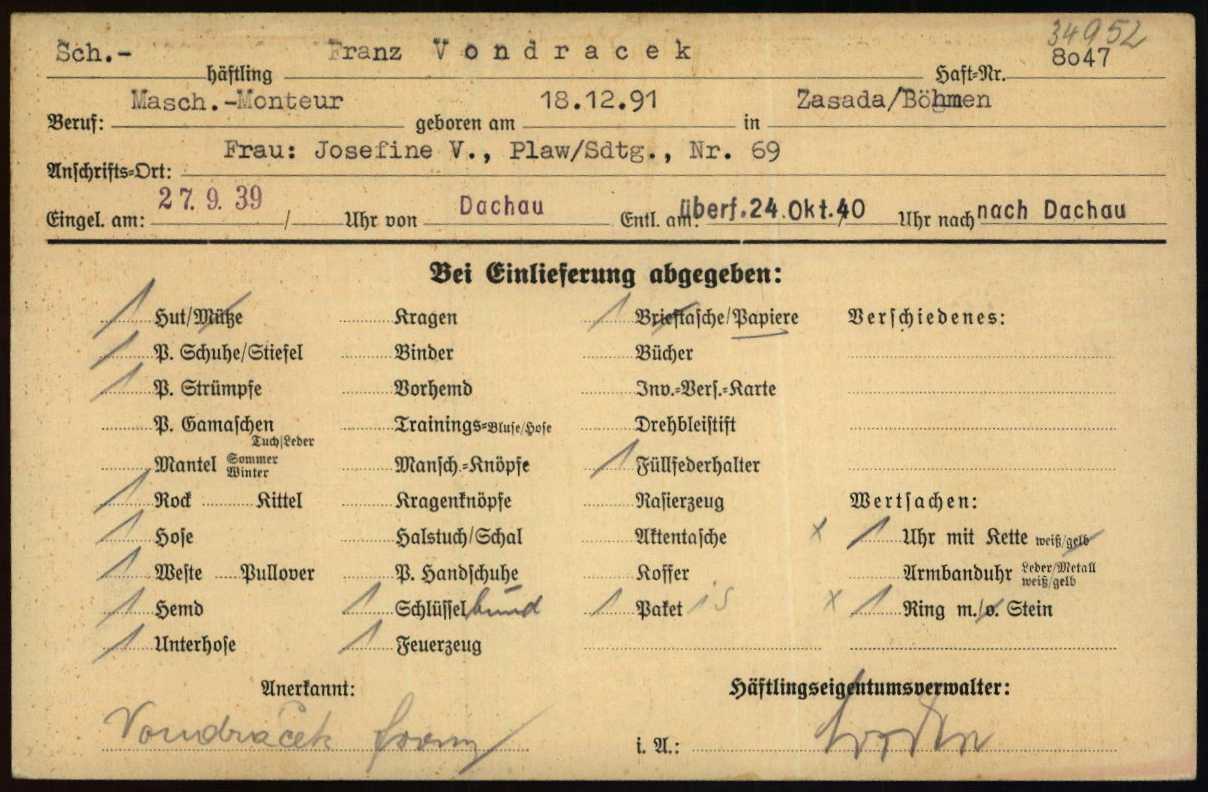 34952
Sch.- Franz Vondracek 8o47
häftling Haft-Nr.
Masch.-Monteur 18.12.91 Zasada/Böhmen
Beruf: geboren am in
Frau: Josefine V., Plaw/Sdtg., Nr. 69
Anschrifts-Ort:
27. 9. 39 Dachau überf. 24. Okt. 40 nach Dachau
Eingel. am: / Uhr von Entl. am: / Uhr nach
Bei Einlieferung abgegeben:
1 Hut/Mütze Kragen 1 Brieftasche/Papiere Verschiedenes:
1 P. Schuhe/Stiefel Binder Bücher
1 P. Strümpfe Vorhemd Inv.-Vers.-Karte
P. Gamaschen Tuch/Leder Trainings-Bluse/Hose Drehbleistift
Mantel Sommer Winter Mansch.-Knöpfe 1 Füllfederhalter
1 Rock Kittel Kragenknöpfe Rasierzeug Wertsachen:
1 Hose Halstuch/Schal Aktentasche x 1 Uhr mit Kette weiß/gelb
1 Weste Pullover P. Handschuhe Koffer Armbanduhr Leder/Metall weiß/gelb
1 Hemd 1 Schlüssel bund 1 Paket x 1 Ring m./o. Stein
1 Unterhose 1 Feuerzeug
Anerkannt: Häftlingseigentumsverwalter:
Vondráček Franz i. A.: